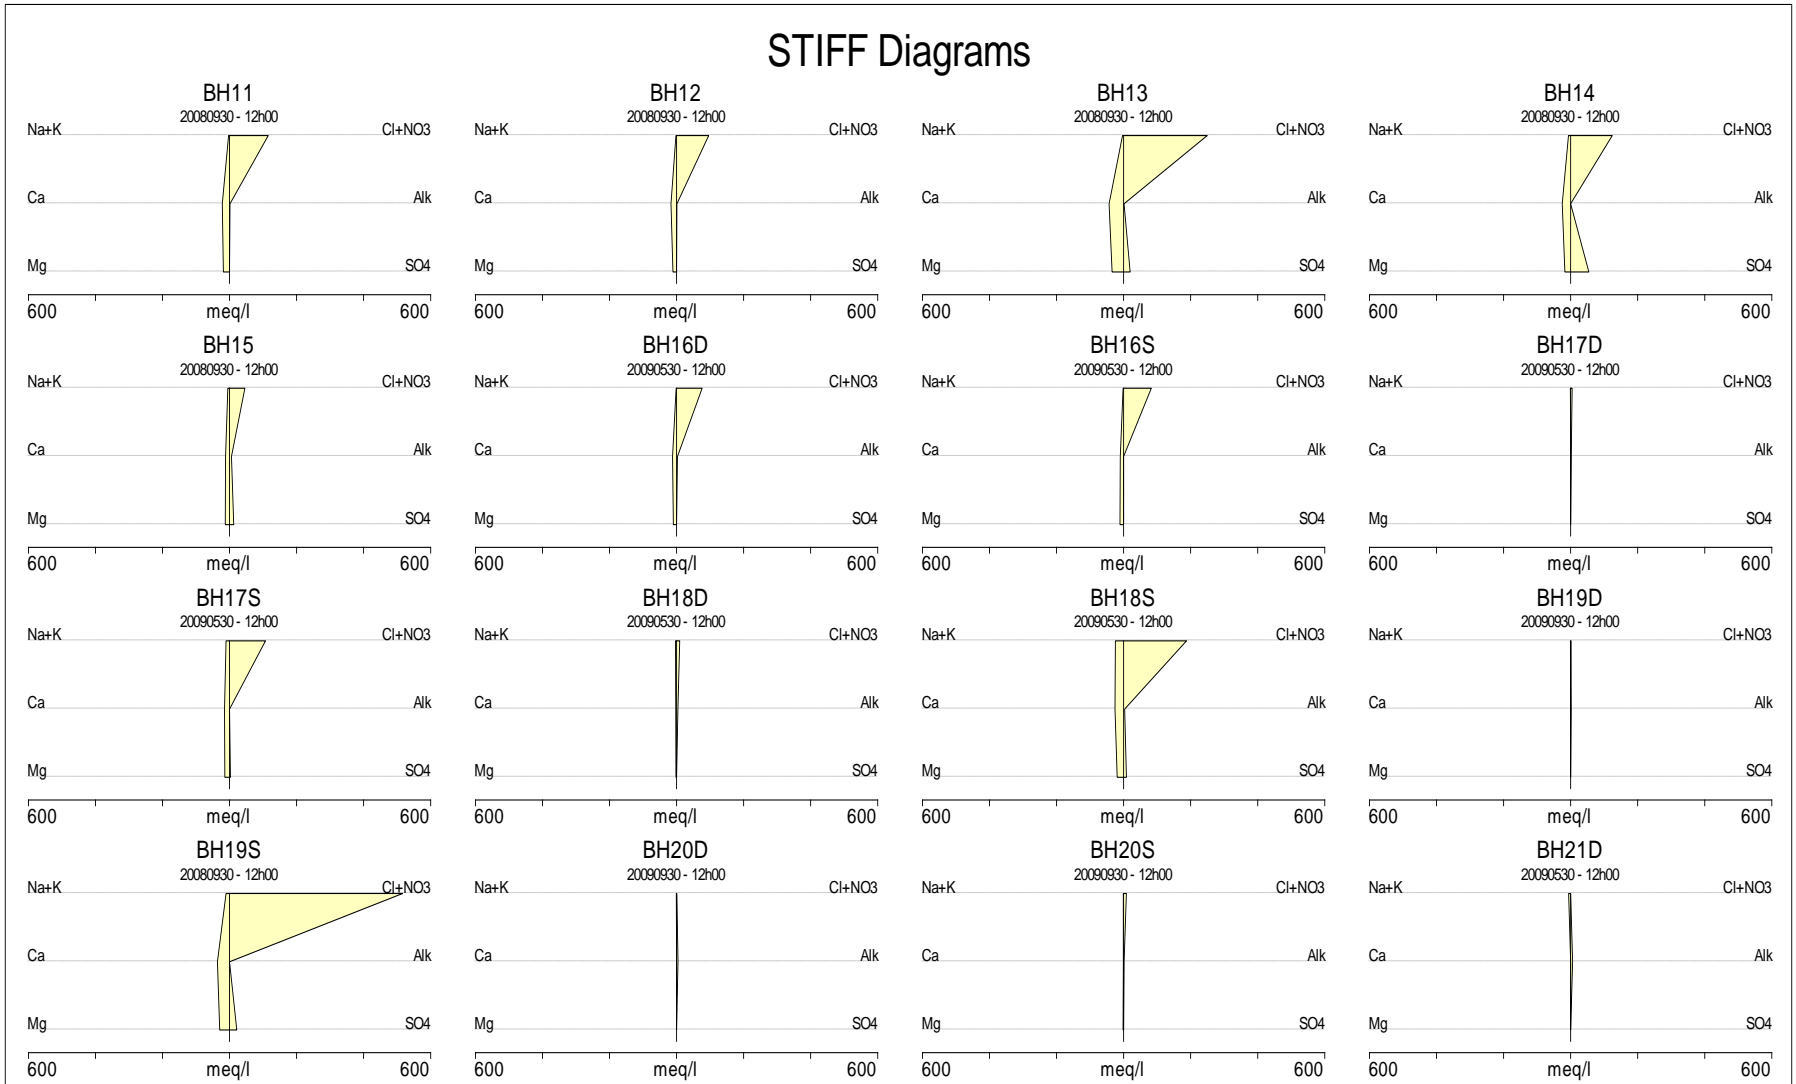 STIFF Diagrams
BH11 BH12 BH13 BH14
20080930 - 12h00 20080930 - 12h00 20080930 - 12h00 20080930 - 12h00
Na+K Cl+NO3 Na+K Cl+NO3 Na+K Cl+NO3 Na+K Cl+NO3
Ca Alk Ca Alk Ca Alk Ca Alk
Mg SO4 Mg SO4 Mg SO4 Mg SO4
600 meq/l 600 600 meq/l 600 600 meq/l 600 600 meq/l 600
BH15 BH16D BH16S BH17D
20080930 - 12h00 20090530 - 12h00 20090530 - 12h00 20090530 - 12h00
Na+K Cl+NO3 Na+K Cl+NO3 Na+K Cl+NO3 Na+K Cl+NO3
Ca Alk Ca Alk Ca Alk Ca Alk
Mg SO4 Mg SO4 Mg SO4 Mg SO4
600 meq/l 600 600 meq/l 600 600 meq/l 600 600 meq/l 600
BH17S BH18D BH18S BH19D
20090530 - 12h00 20090530 - 12h00 20090530 - 12h00 20090930 - 12h00
Na+K Cl+NO3 Na+K Cl+NO3 Na+K Cl+NO3 Na+K Cl+NO3
Ca Alk Ca Alk Ca Alk Ca Alk
Mg SO4 Mg SO4 Mg SO4 Mg SO4
600 meq/l 600 600 meq/l 600 600 meq/l 600 600 meq/l 600
BH19S BH20D BH20S BH21D
20080930 - 12h00 20090930 - 12h00 20090930 - 12h00 20090530 - 12h00
Na+K Cl+NO3 Na+K Cl+NO3 Na+K Cl+NO3 Na+K Cl+NO3
Ca Alk Ca Alk Ca Alk Ca Alk
Mg SO4 Mg SO4 Mg SO4 Mg SO4
600 meq/l 600 600 meq/l 600 600 meq/l 600 600 meq/l 600